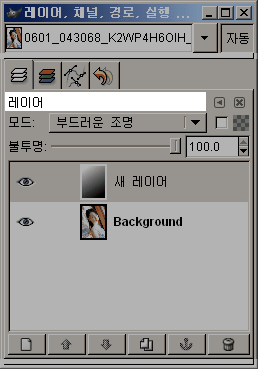 레이어, 채널, 경로, 실행 ...
0601_043068_K2WP4H6OIH_
자동
레이어
모드: 부드러운 조명
불투명: 100.0
새 레이어
Background